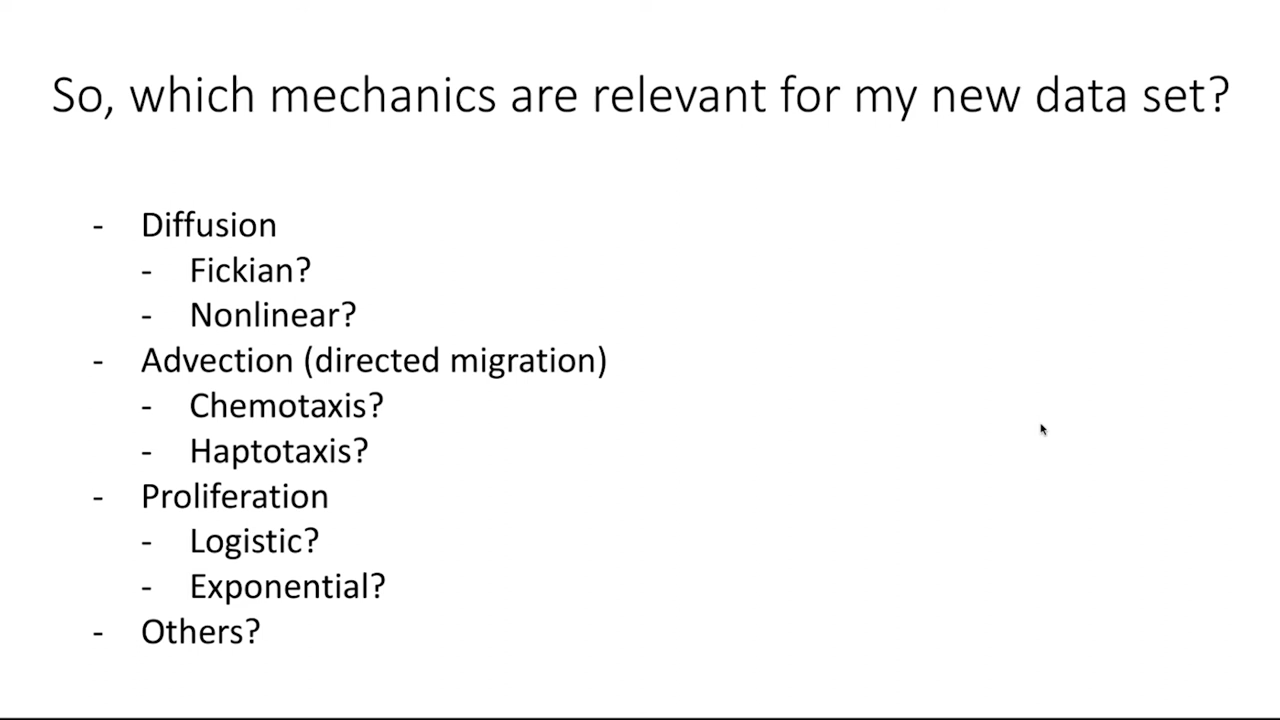 So, which mechanics are relevant for my new data set?
- Diffusion
- Fickian?
- Nonlinear?
- Advection (directed migration)
- Chemotaxis?
- Haptotaxis?
- Proliferation
- Logistic?
- Exponential?
- Others?